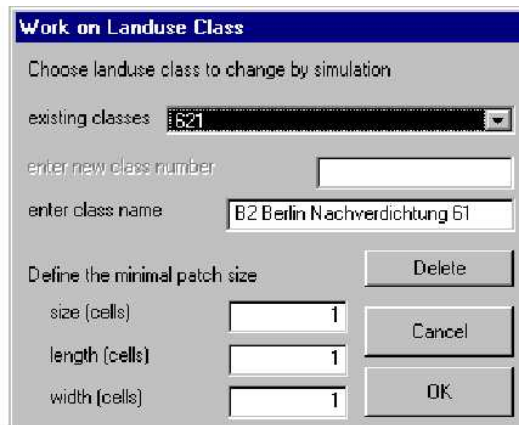 Work on Landuse Class
Choose landuse class to change by simulation
existing classes 621
enter new class number
enter class name B2 Berlin Nachverdichtung 61
Define the minimal patch size Delete
size (cells) 1
Cancel
length (cells) 1
width (cells) 1 OK